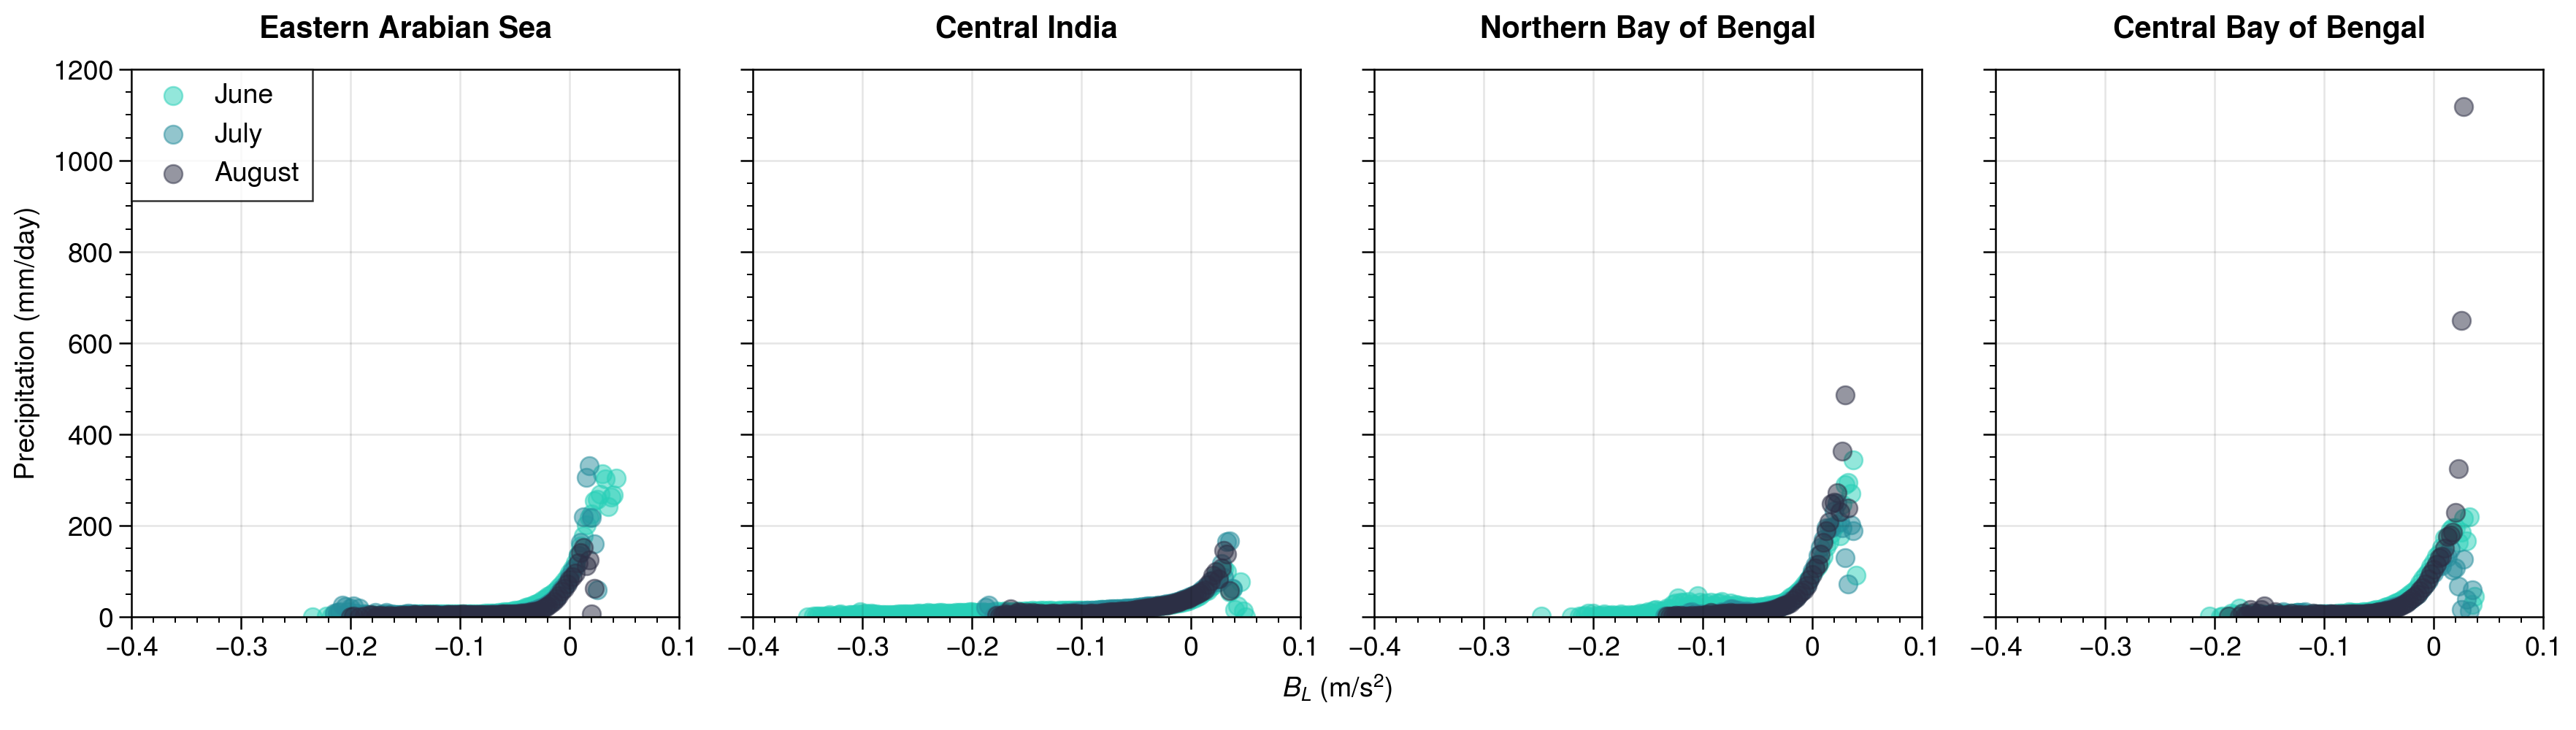 Eastern Arabian Sea
Central India
Northern Bay of Bengal
Central Bay of Bengal
Precipitation (mm/day)
1200
1000
800
600
400
200
0
June
July
August
−0.4 −0.3 −0.2 −0.1 0 0.1
−0.4 −0.3 −0.2 −0.1 0 0.1
−0.4 −0.3 −0.2 −0.1 0 0.1
−0.4 −0.3 −0.2 −0.1 0 0.1
B_L (m/s²)